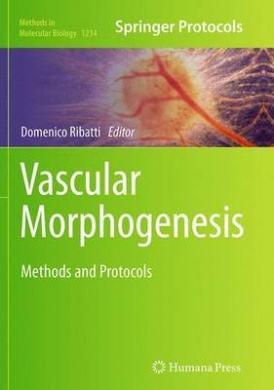 Methods in
Molecular Biology 1214
Springer Protocols
Domenico Ribatti Editor
Vascular
Morphogenesis
Methods and Protocols
Humana Press